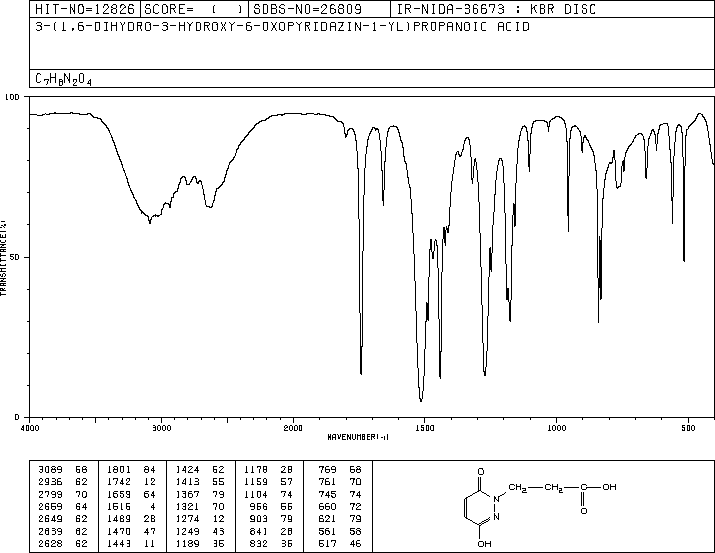 HIT-NO=12826 SCORE= ( ) SDBS-NO=26809 IR-NIDA-36673 : KBR DISC
3-(1,6-DIHYDRO-3-HYDROXY-6-OXOPYRIDAZIN-1-YL)PROPANOIC ACID
C7H8N2O4
100
50
0
TRANSMITTANCE(%)
4000 3000 2000 1500 1000 500
WAVENUMBER(-1)
3089 58 1801 84 1424 52 1178 28 769 68
2936 62 1742 12 1413 55 1159 57 761 70
2799 70 1659 64 1367 79 1104 74 745 74
2659 64 1516 4 1321 70 956 55 660 72
2649 62 1489 28 1274 12 903 79 621 79
2639 62 1470 47 1249 43 841 28 561 58
2628 62 1443 11 1189 35 832 35 517 46
O
N
N
OH
CH2
CH2
C
O
OH